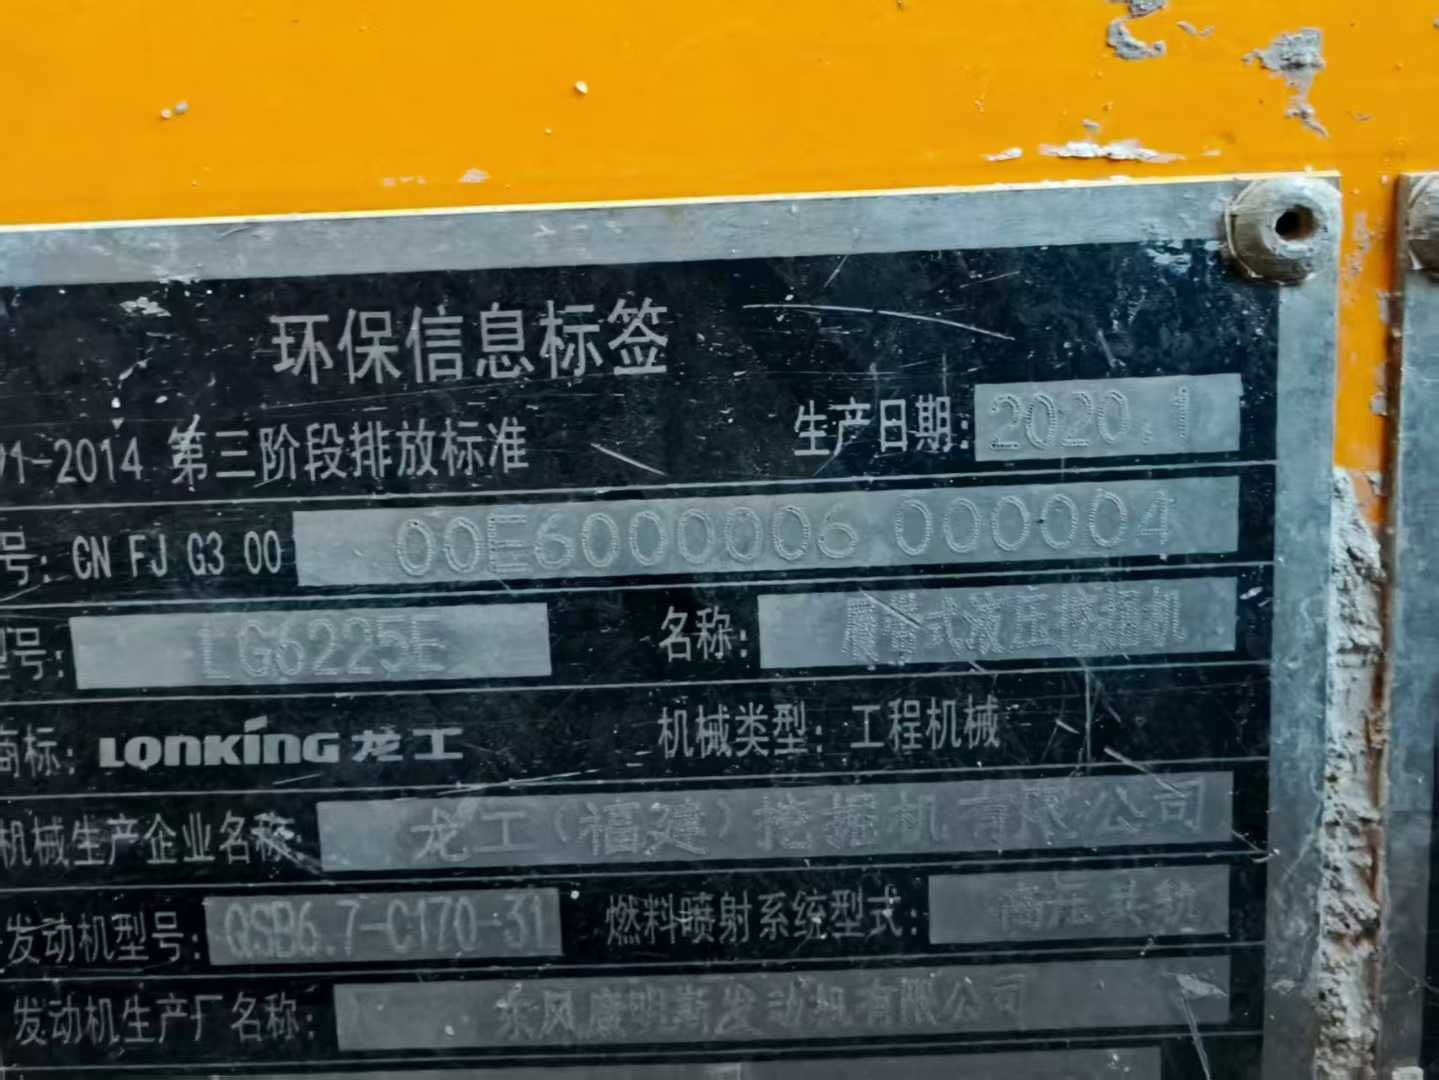 环保信息标签
91-2014 第三阶段排放标准 生产日期: 2020.1
号: CN FJ G3 00 00E6000006 000004
型号: LG6225E 名称: 履带式液压挖掘机
商标: LONKING 龙工 机械类型: 工程机械
机械生产企业名称: 龙工(福建)挖掘机有限公司
发动机型号: QSB6.7-C170-31 燃料喷射系统型式: 高压共轨
发动机生产厂名称: 东风康明斯发动机有限公司